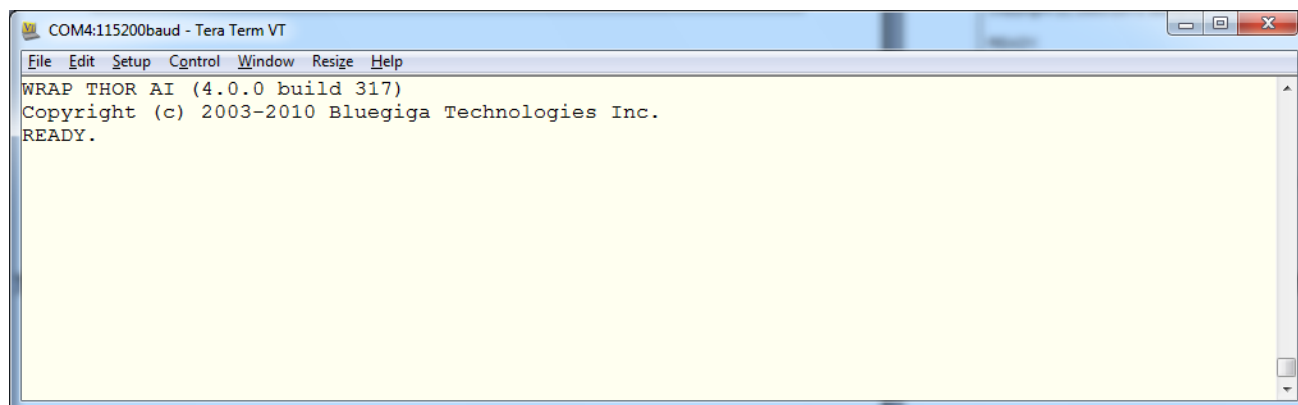 COM4:115200baud - Tera Term VT
File Edit Setup Control Window Resize Help
WRAP THOR AI (4.0.0 build 317)
Copyright (c) 2003-2010 Bluegiga Technologies Inc.
READY.